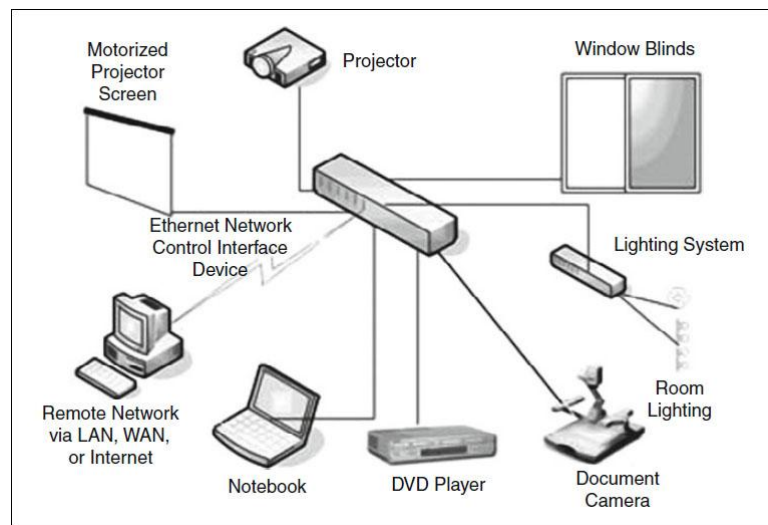 Motorized
Projector
Screen
Projector
Window Blinds
Ethernet Network
Control Interface
Device
Lighting System
Room
Lighting
Remote Network
via LAN, WAN,
or Internet
Notebook
DVD Player
Document
Camera